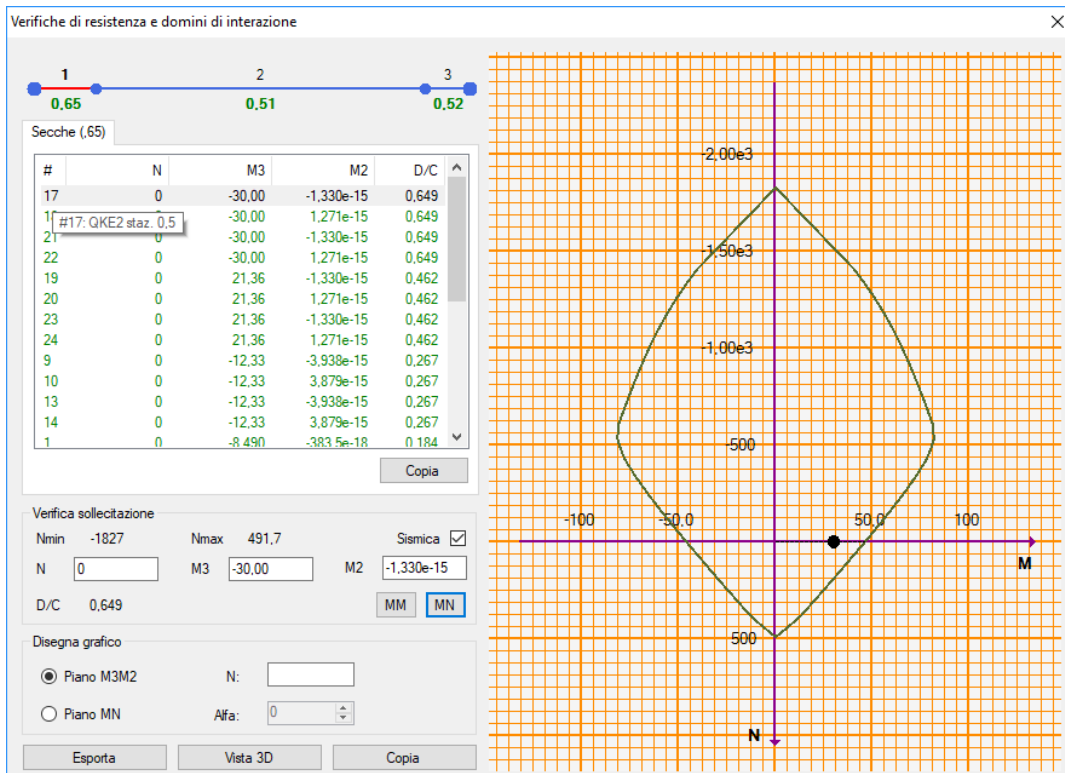 Verifiche di resistenza e domini di interazione
1 2 3
0,65 0,51 0,52
Secche (,65)
# N M3 M2 D/C
17 0 -30,00 -1,330e-15 0,649
0 -30,00 1,271e-15 0,649
#17: QKE2 staz. 0,5
21 0 -30,00 -1,330e-15 0,649
22 0 -30,00 1,271e-15 0,649
19 0 21,36 -1,330e-15 0,462
20 0 21,36 1,271e-15 0,462
23 0 21,36 -1,330e-15 0,462
24 0 21,36 1,271e-15 0,462
9 0 -12,33 -3,938e-15 0,267
10 0 -12,33 3,879e-15 0,267
13 0 -12,33 -3,938e-15 0,267
14 0 -12,33 3,879e-15 0,267
1 0 -8,490 -383,5e-18 0,184
Copia
Verifica sollecitazione
Nmin -1827 Nmax 491,7 Sismica
N 0 M3 -30,00 M2 -1,330e-15
D/C 0,649 MM MN
Disegna grafico
Piano M3M2 N:
Piano MN Alfa: 0
Esporta Vista 3D Copia
-2,00e3
-1,50e3
-1,00e3
-500
-100 -50,0 50,0 100
M
500
N